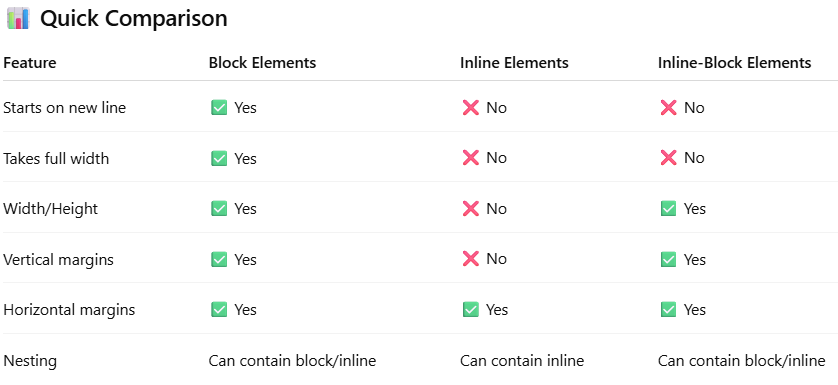 📊 Quick Comparison
Feature Block Elements Inline Elements Inline-Block Elements
Starts on new line ✅ Yes ❌ No ❌ No
Takes full width ✅ Yes ❌ No ❌ No
Width/Height ✅ Yes ❌ No ✅ Yes
Vertical margins ✅ Yes ❌ No ✅ Yes
Horizontal margins ✅ Yes ✅ Yes ✅ Yes
Nesting Can contain block/inline Can contain inline Can contain block/inline